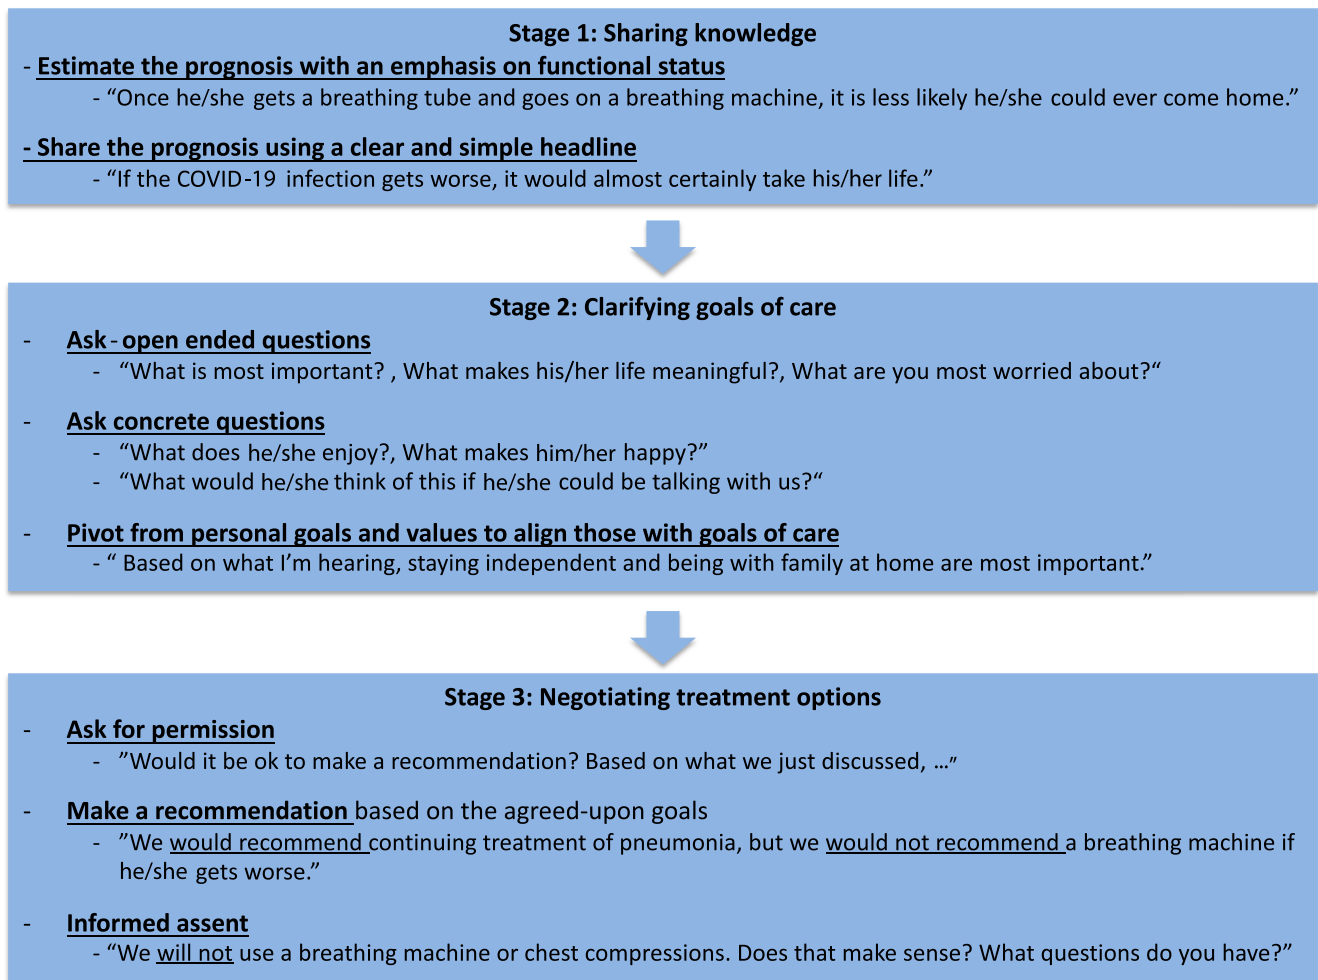 Stage 1: Sharing knowledge
- Estimate the prognosis with an emphasis on functional status
- “Once he/she gets a breathing tube and goes on a breathing machine, it is less likely he/she could ever come home.”
- Share the prognosis using a clear and simple headline
- “If the COVID-19 infection gets worse, it would almost certainly take his/her life.”
Stage 2: Clarifying goals of care
- Ask-open ended questions
- “What is most important? , What makes his/her life meaningful?, What are you most worried about?“
- Ask concrete questions
- “What does he/she enjoy?, What makes him/her happy?”
- “What would he/she think of this if he/she could be talking with us?“
- Pivot from personal goals and values to align those with goals of care
- “ Based on what I’m hearing, staying independent and being with family at home are most important.”
Stage 3: Negotiating treatment options
- Ask for permission
- ”Would it be ok to make a recommendation? Based on what we just discussed, …”
- Make a recommendation based on the agreed-upon goals
- ”We would recommend continuing treatment of pneumonia, but we would not recommend a breathing machine if
he/she gets worse.”
- Informed assent
- “We will not use a breathing machine or chest compressions. Does that make sense? What questions do you have?”